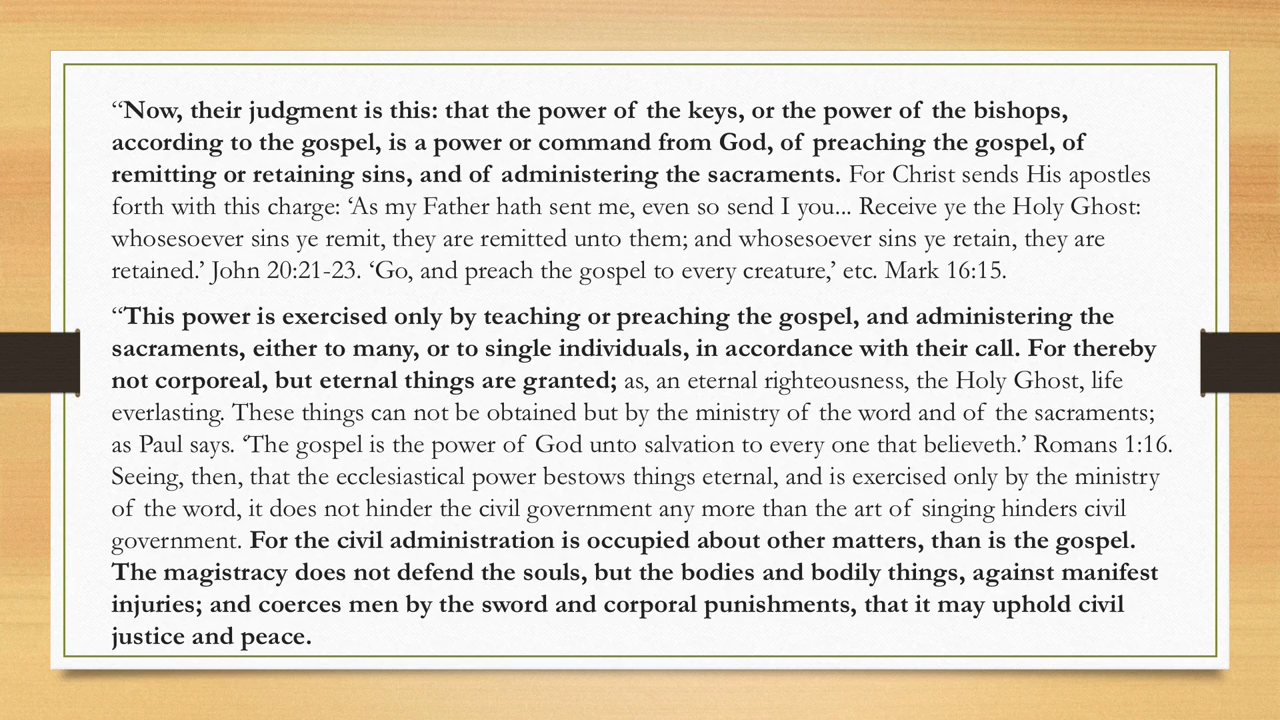 “Now, their judgment is this: that the power of the keys, or the power of the bishops,
according to the gospel, is a power or command from God, of preaching the gospel, of
remitting or retaining sins, and of administering the sacraments. For Christ sends His apostles
forth with this charge: ‘As my Father hath sent me, even so send I you... Receive ye the Holy Ghost:
whosesoever sins ye remit, they are remitted unto them; and whosesoever sins ye retain, they are
retained.’ John 20:21-23. ‘Go, and preach the gospel to every creature,’ etc. Mark 16:15.
“This power is exercised only by teaching or preaching the gospel, and administering the
sacraments, either to many, or to single individuals, in accordance with their call. For thereby
not corporeal, but eternal things are granted; as, an eternal righteousness, the Holy Ghost, life
everlasting. These things can not be obtained but by the ministry of the word and of the sacraments;
as Paul says. ‘The gospel is the power of God unto salvation to every one that believeth.’ Romans 1:16.
Seeing, then, that the ecclesiastical power bestows things eternal, and is exercised only by the ministry
of the word, it does not hinder the civil government any more than the art of singing hinders civil
government. For the civil administration is occupied about other matters, than is the gospel.
The magistracy does not defend the souls, but the bodies and bodily things, against manifest
injuries; and coerces men by the sword and corporal punishments, that it may uphold civil
justice and peace.